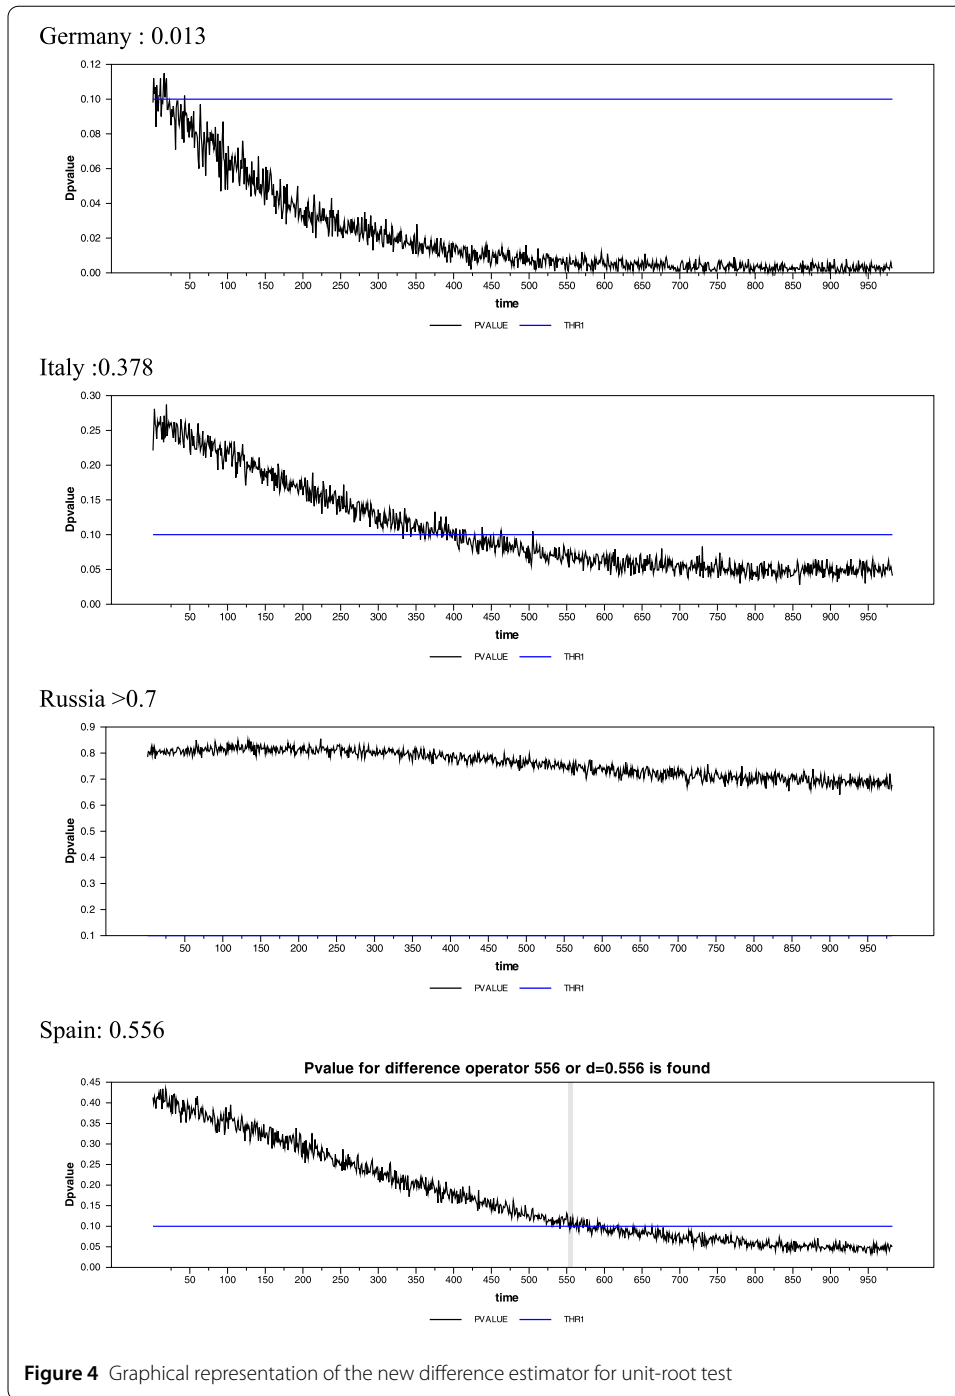 Germany : 0.013
0.12
0.10
0.08
0.06
0.04
0.02
0.00
Dpvalue
50 100 150 200 250 300 350 400 450 500 550 600 650 700 750 800 850 900 950
time
PVALUE THR1
Italy :0.378
0.30
0.25
0.20
0.15
0.10
0.05
0.00
Dpvalue
50 100 150 200 250 300 350 400 450 500 550 600 650 700 750 800 850 900 950
time
PVALUE THR1
Russia >0.7
0.9
0.8
0.7
0.6
0.5
0.4
0.3
0.2
0.1
Dpvalue
50 100 150 200 250 300 350 400 450 500 550 600 650 700 750 800 850 900 950
time
PVALUE THR1
Spain: 0.556
Pvalue for difference operator 556 or d=0.556 is found
0.45
0.40
0.35
0.30
0.25
0.20
0.15
0.10
0.05
0.00
Dpvalue
50 100 150 200 250 300 350 400 450 500 550 600 650 700 750 800 850 900 950
time
PVALUE THR1
Figure 4 Graphical representation of the new difference estimator for unit-root test